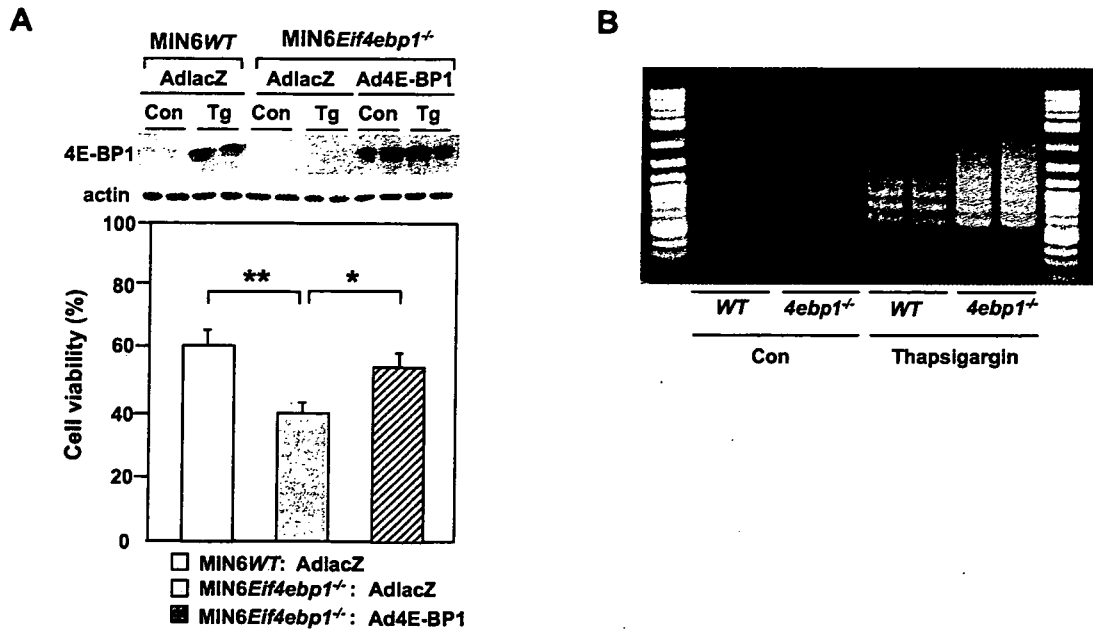 A
MIN6WT MIN6Eif4ebp1-/-
AdlacZ AdlacZ Ad4E-BP1
Con Tg Con Tg Con Tg
4E-BP1
actin
100
80
60
40
20
0
Cell viability (%)
** *
MIN6WT: AdlacZ
MIN6Eif4ebp1-/-: AdlacZ
MIN6Eif4ebp1-/-: Ad4E-BP1
B
WT 4ebp1-/- WT 4ebp1-/-
Con Thapsigargin